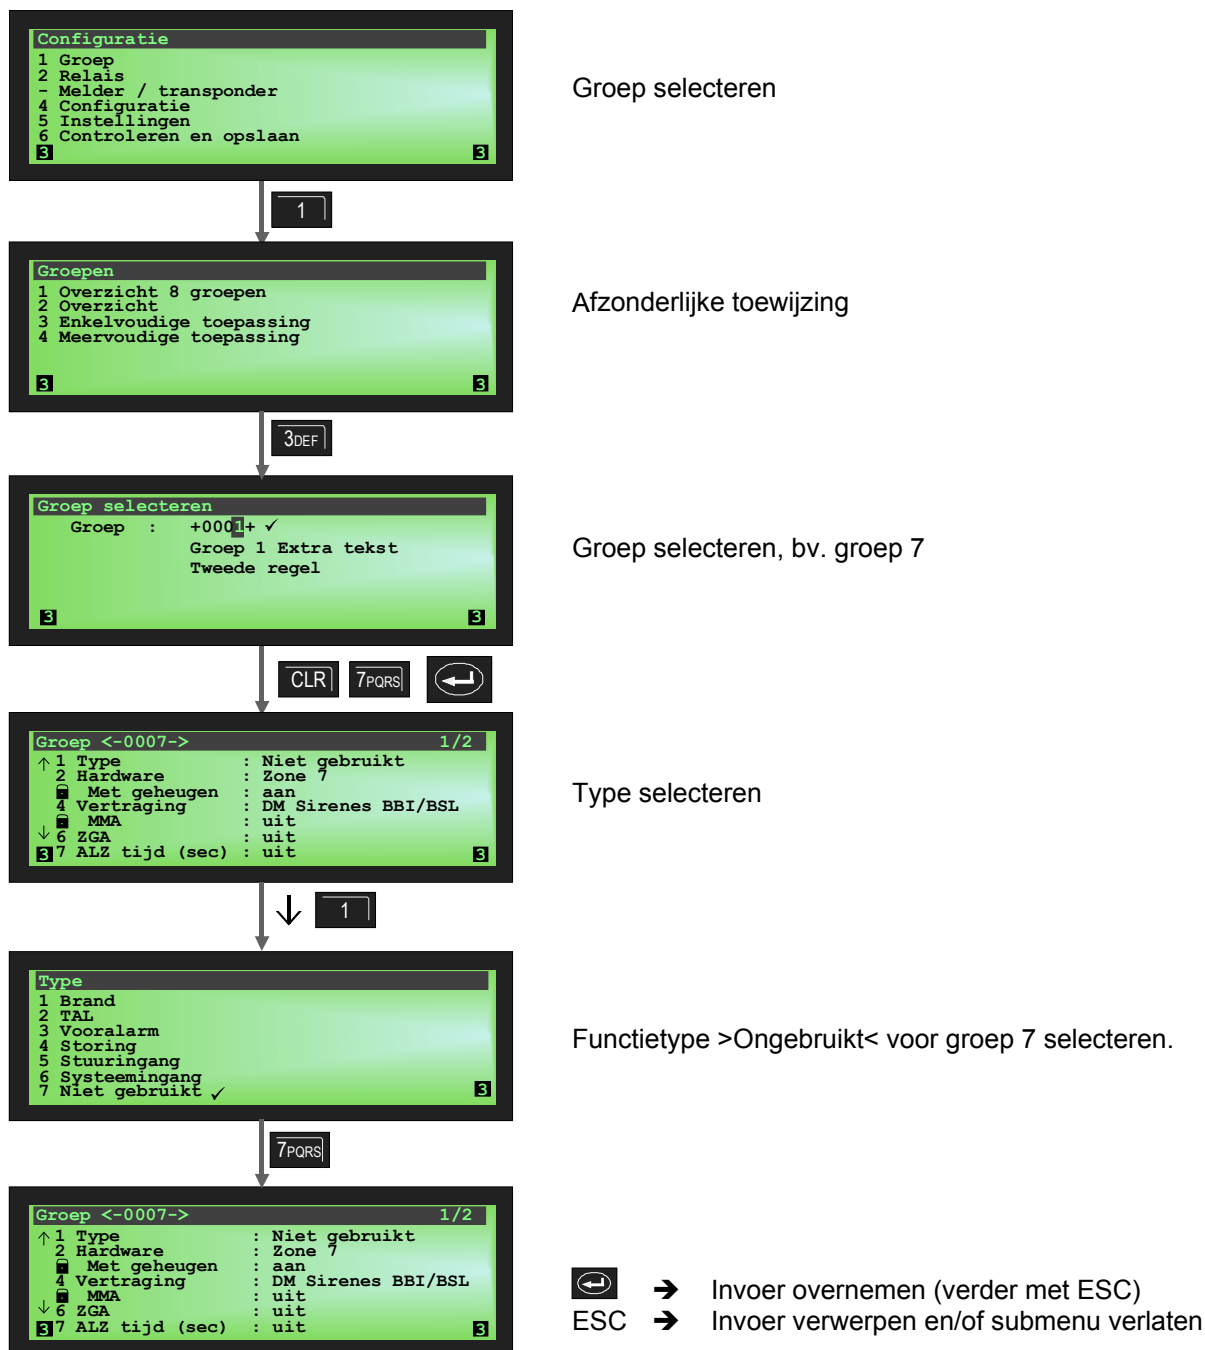 Configuratie
1 Groep
2 Relais
- Melder / transponder
4 Configuratie
5 Instellingen
6 Controleren en opslaan
3 3
Groep selecteren
1
Groepen
1 Overzicht 8 groepen
2 Overzicht
3 Enkelvoudige toepassing
4 Meervoudige toepassing
3 3
Afzonderlijke toewijzing
3DEF
Groep selecteren
Groep : +0001+ ✓
Groep 1 Extra tekst
Tweede regel
3 3
Groep selecteren, bv. groep 7
CLR 7PQRS
Groep <-0007-> 1/2
↑ 1 Type : Niet gebruikt
2 Hardware : Zone 7
Met geheugen : aan
4 Vertraging : DM Sirenes BBI/BSL
MMA : uit
↓ 6 ZGA : uit
3 7 ALZ tijd (sec) : uit 3
Type selecteren
↓ 1
Type
1 Brand
2 TAL
3 Vooralarm
4 Storing
5 Stuuringang
6 Systeemingang
7 Niet gebruikt ✓ 3
Functietype >Ongebruikt< voor groep 7 selecteren.
7PQRS
Groep <-0007-> 1/2
↑ 1 Type : Niet gebruikt
2 Hardware : Zone 7
Met geheugen : aan
4 Vertraging : DM Sirenes BBI/BSL
MMA : uit
↓ 6 ZGA : uit
3 7 ALZ tijd (sec) : uit 3
➔ Invoer overnemen (verder met ESC)
ESC ➔ Invoer verwerpen en/of submenu verlaten